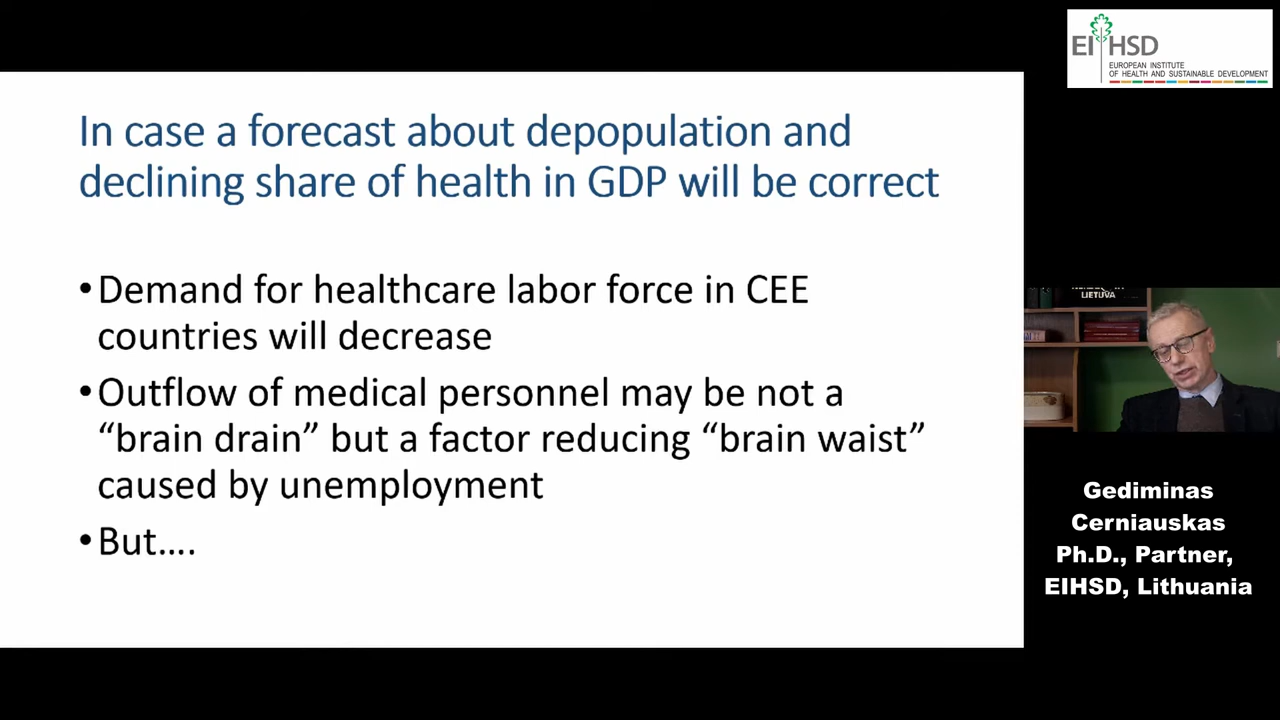 In case a forecast about depopulation and
declining share of health in GDP will be correct
•Demand for healthcare labor force in CEE
countries will decrease
•Outflow of medical personnel may be not a
“brain drain” but a factor reducing “brain waist”
caused by unemployment
•But….
EIHSD
EUROPEAN INSTITUTE
OF HEALTH AND SUSTAINABLE DEVELOPMENT
LIETUVA
Gediminas
Cerniauskas
Ph.D., Partner,
EIHSD, Lithuania